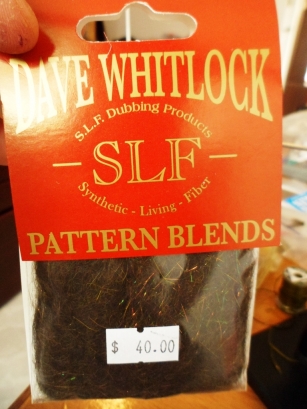 DAVE WHITLOCK
S.L.F. Dubbing Products
SLF
Synthetic - Living - Fiber
PATTERN BLENDS
$ 40.00